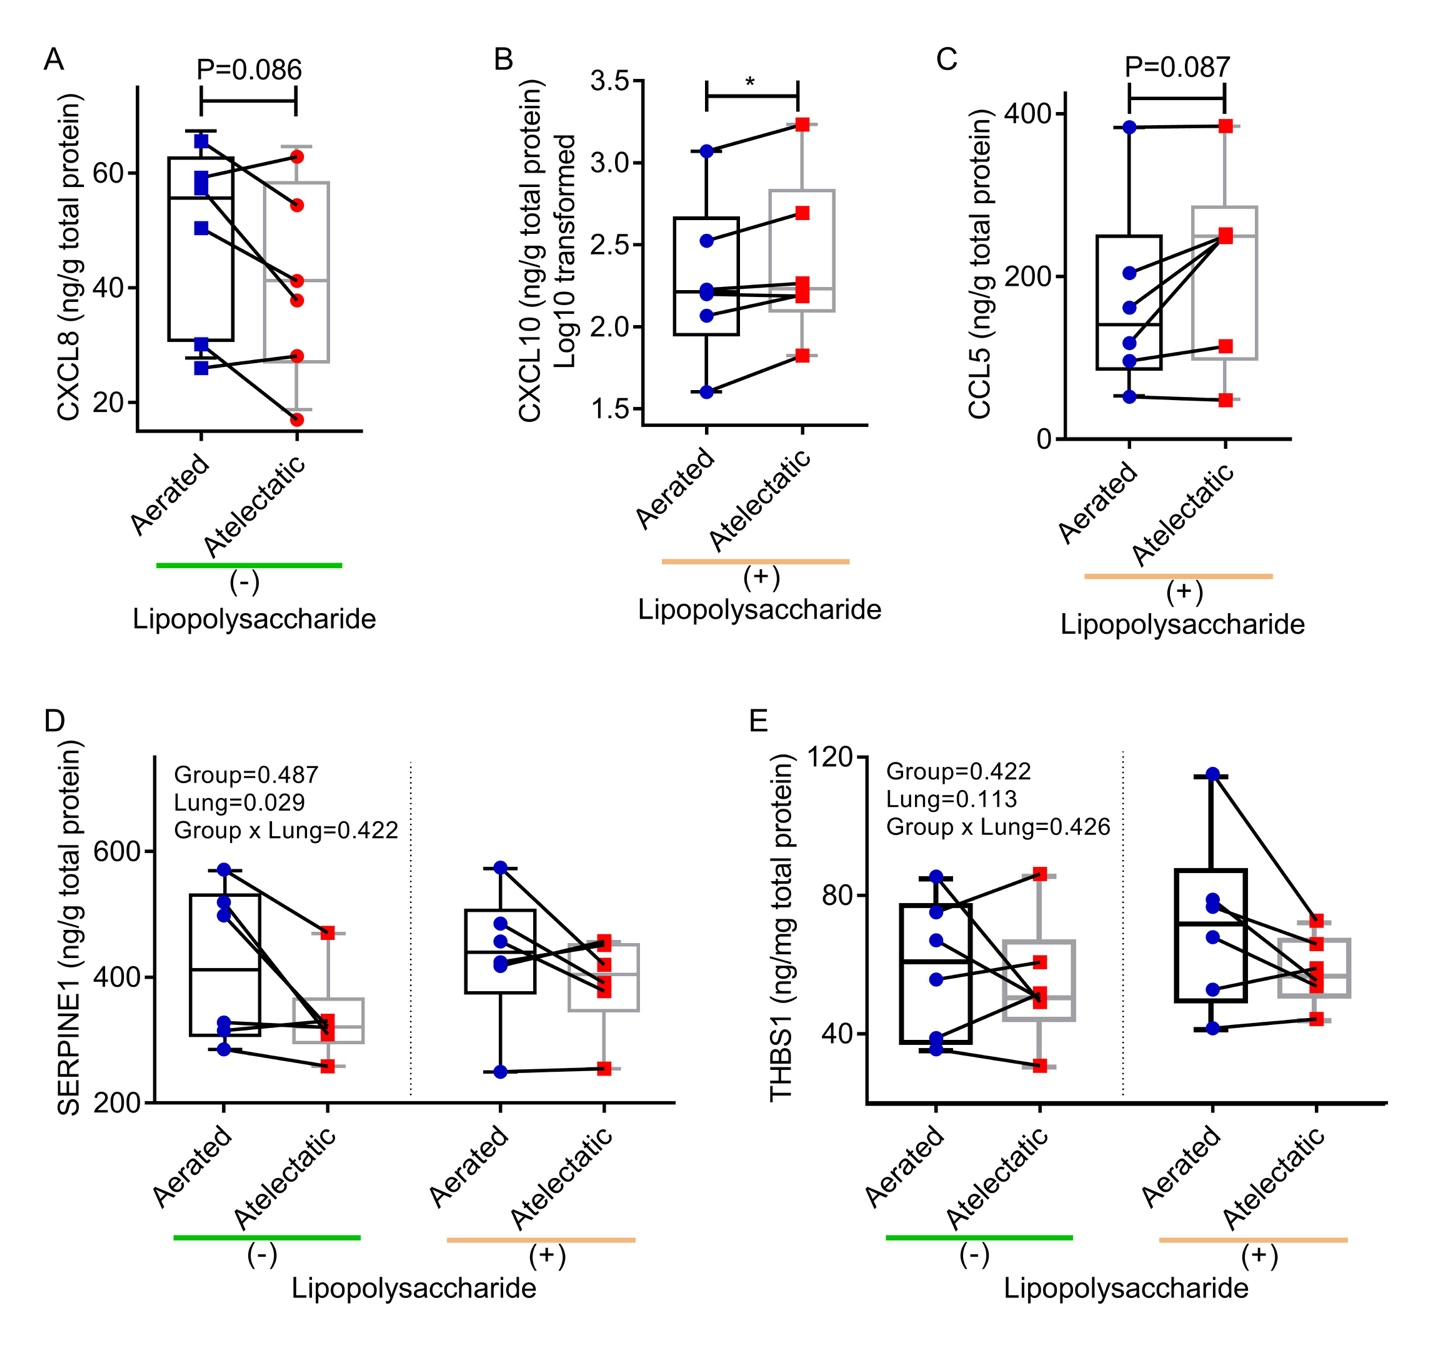 A
P=0.086
CXCL8 (ng/g total protein)
60
40
20
Aerated
Atelectatic
(-)
Lipopolysaccharide
B
*
CXCL10 (ng/g total protein)
Log10 transformed
3.5
3.0
2.5
2.0
1.5
Aerated
Atelectatic
(+)
Lipopolysaccharide
C
P=0.087
CCL5 (ng/g total protein)
400
200
0
Aerated
Atelectatic
(+)
Lipopolysaccharide
D
SERPINE1 (ng/g total protein)
Group=0.487
Lung=0.029
Group x Lung=0.422
600
400
200
Aerated
Atelectatic
Aerated
Atelectatic
(-)
(+)
Lipopolysaccharide
E
THBS1 (ng/mg total protein)
Group=0.422
Lung=0.113
Group x Lung=0.426
120
80
40
Aerated
Atelectatic
Aerated
Atelectatic
(-)
(+)
Lipopolysaccharide